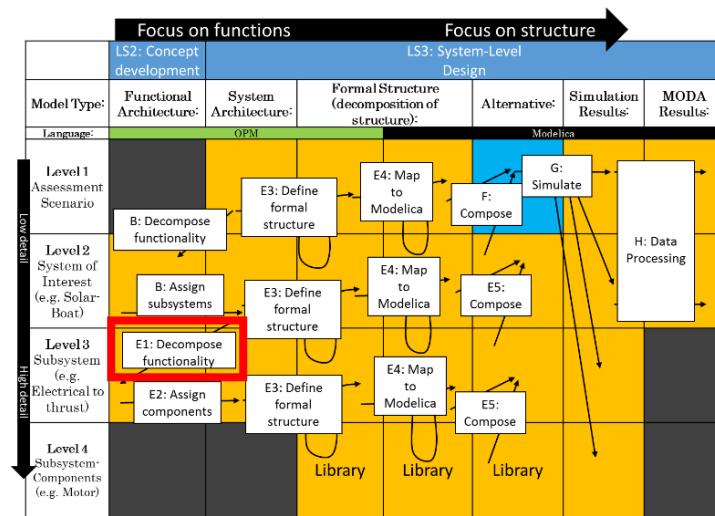 Focus on functions
Focus on structure
LS2: Concept
development
LS3: System-Level
Design
Model Type:
Functional
Architecture:
System
Architecture:
Formal Structure
(decomposition of
structure):
Alternative:
Simulation
Results:
MODA
Results:
Language:
OPM
Modelica
Low detail
High detail
Level 1
Assessment
Scenario
B: Decompose
functionality
E3: Define
formal
structure
E4: Map
to
Modelica
F:
Compose
G:
Simulate
H: Data
Processing
Level 2
System of
Interest
(e.g. Solar-
Boat)
B: Assign
subsystems
E3: Define
formal
structure
E4: Map
to
Modelica
E5:
Compose
Level 3
Subsystem
(e.g.
Electrical to
thrust)
E1: Decompose
functionality
E2: Assign
components
E3: Define
formal
structure
E4: Map
to
Modelica
E5:
Compose
Level 4
Subsystem-
Components
(e.g. Motor)
Library
Library
Library